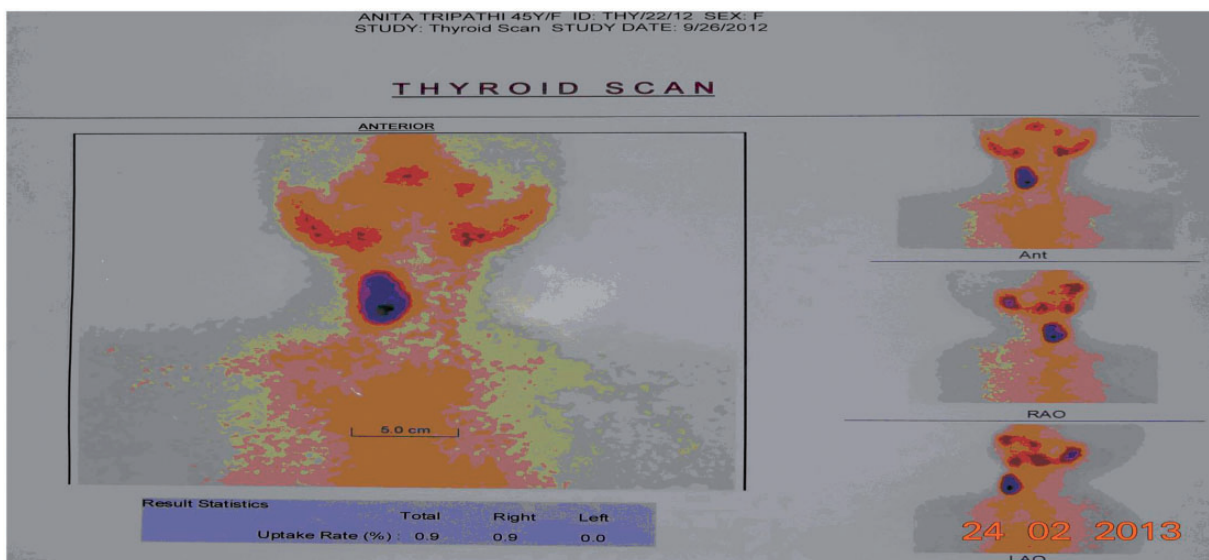 ANITA TRIPATHI 45Y/F ID: THY/22/12 SEX: F
STUDY: Thyroid Scan STUDY DATE: 9/26/2012
THYROID SCAN
ANTERIOR
5.0 cm
Result Statistics
Total Right Left
Uptake Rate (%) : 0.9 0.9 0.0
Ant
RAO
LAO
24 02 2013